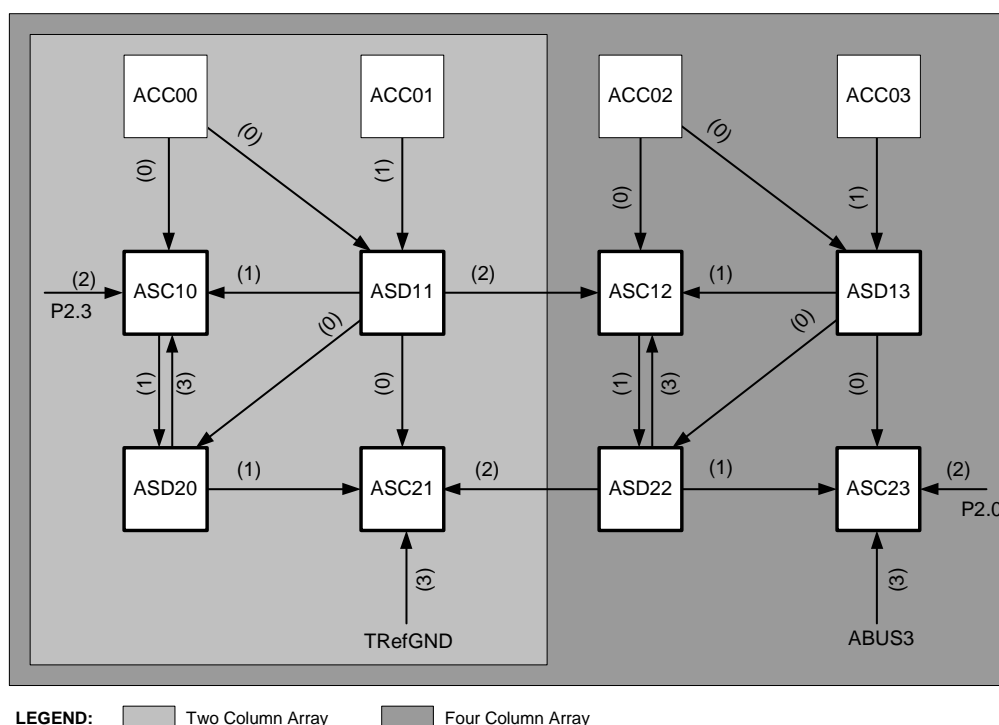 ACC00 ACC01 ACC02 ACC03
(0) (0) (1) (0) (0) (1)
ASC10 ASD11 ASC12 ASD13
(2) (1) (2) (1)
P2.3
(0) (0)
(1) (3) (0) (1) (3) (0)
ASD20 ASC21 ASD22 ASC23
(1) (2) (1) (2)
P2.0
(3) (3)
TRefGND ABUS3
LEGEND: Two Column Array Four Column Array